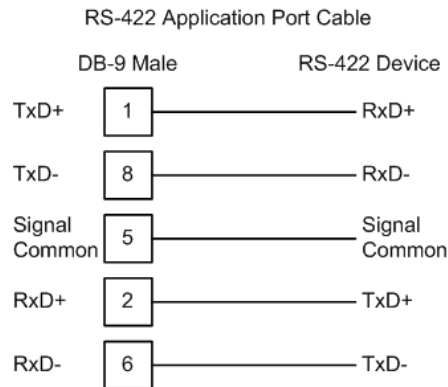 RS-422 Application Port Cable
DB-9 Male RS-422 Device
TxD+ 1 RxD+
TxD- 8 RxD-
Signal Common 5 Signal Common
RxD+ 2 TxD+
RxD- 6 TxD-